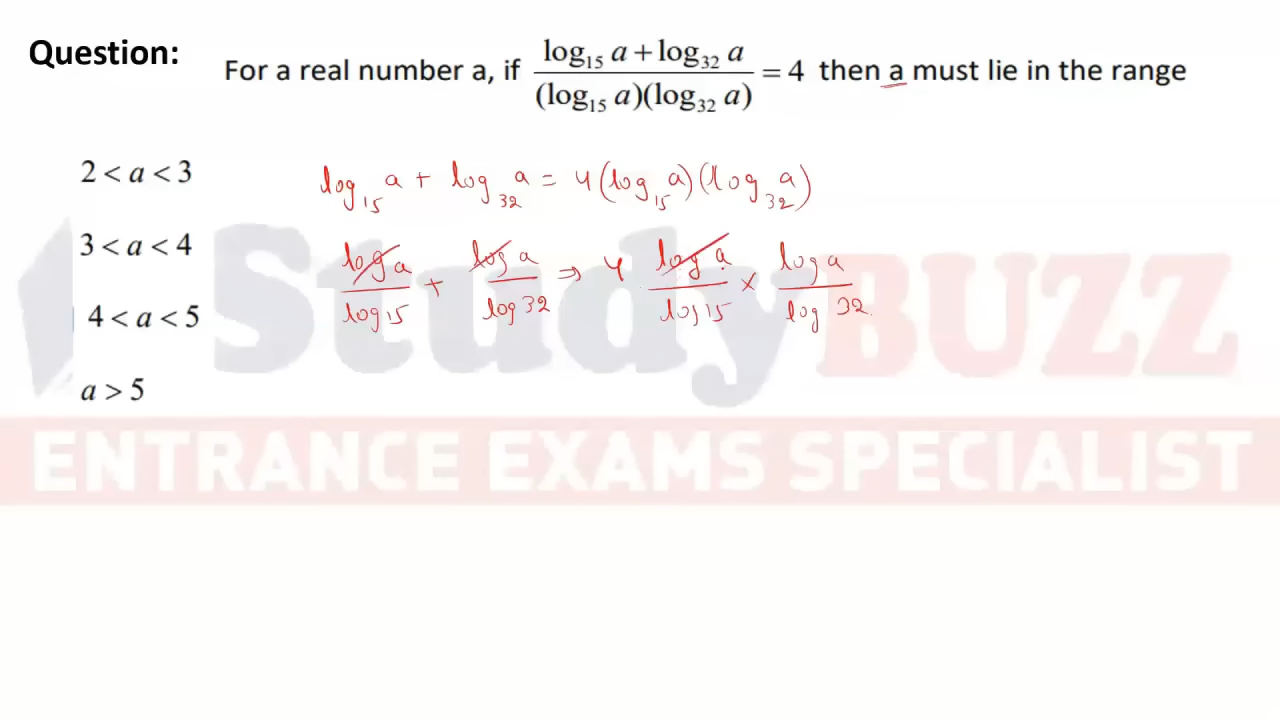 Question:
For a real number a, if (log₁₅ a + log₃₂ a) / ((log₁₅ a)(log₃₂ a)) = 4 then a must lie in the range
2 < a < 3
3 < a < 4
4 < a < 5
a > 5
log₁₅ a + log₃₂ a = 4 (log₁₅ a)(log₃₂ a)
log a / log 15 + log a / log 32 ⇒ 4 log a / log 15 × log a / log 32
StudyBUZZ
ENTRANCE EXAMS SPECIALIST